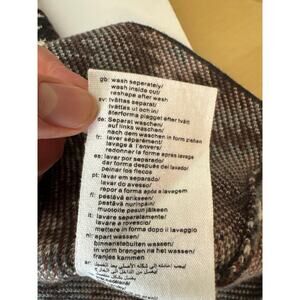 gb: wash seperately/
wash inside out/
reshape after wash
sv: tvättas separat/
tvättas ut och in/
återforma plagget efter tvätt
de: Separat waschen/
auf links waschen/
nach dem waschen in form ziehen
fr: laver séparément/
lavage à l'envers/
redonner la forme après lavage
es: lavar por separado/
dar forma después del lavado/
peinar los flecos
pt: lavar em separado/
lavar do avesso/
repor a forma após a lavagem
fi: pestävä erikseen/
pestävä nurinpäin/
muotoile pesun jälkeen
it: lavare separatamente/
lavare a rovescio/
rimettere in forma dopo il lavaggio
nl: apart wassen/
binnenstebuiten wassen/
in vorm brengen na het wassen/
franjes kammen